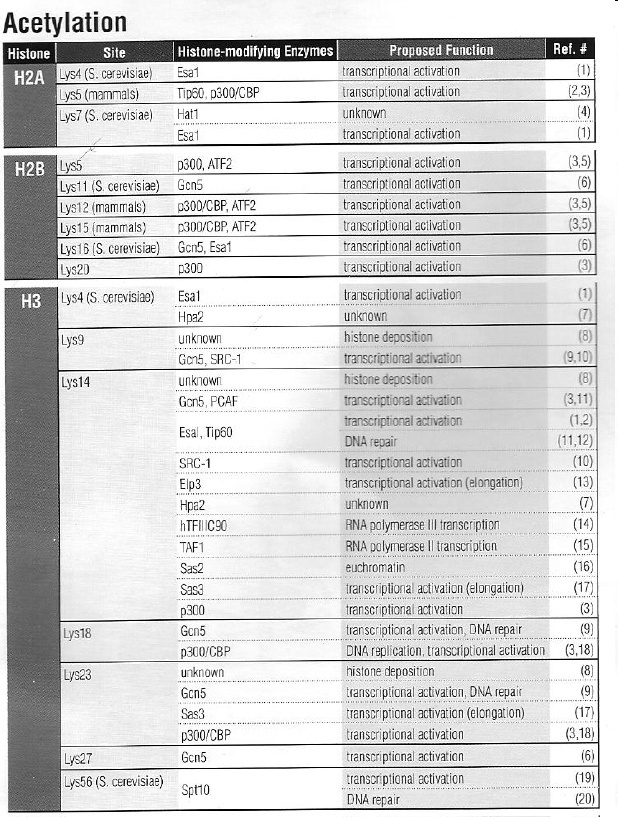 Acetylation
Histone Site Histone-modifying Enzymes Proposed Function Ref. #
H2A Lys4 (S. cerevisiae) Esa1 transcriptional activation (1)
Lys5 (mammals) Tip60, p300/CBP transcriptional activation (2,3)
Lys7 (S. cerevisiae) Hat1 unknown (4)
Esa1 transcriptional activation (1)
H2B Lys5 p300, ATF2 transcriptional activation (3,5)
Lys11 (S. cerevisiae) Gcn5 transcriptional activation (6)
Lys12 (mammals) p300/CBP, ATF2 transcriptional activation (3,5)
Lys15 (mammals) p300/CBP, ATF2 transcriptional activation (3,5)
Lys16 (S. cerevisiae) Gcn5, Esa1 transcriptional activation (6)
Lys20 p300 transcriptional activation (3)
H3 Lys4 (S. cerevisiae) Esa1 transcriptional activation (1)
Hpa2 unknown (7)
Lys9 unknown histone deposition (8)
Gcn5, SRC-1 transcriptional activation (9,10)
Lys14 unknown histone deposition (8)
Gcn5, PCAF transcriptional activation (3,11)
Esal, Tip60 transcriptional activation (1,2)
DNA repair (11,12)
SRC-1 transcriptional activation (10)
Elp3 transcriptional activation (elongation) (13)
Hpa2 unknown (7)
hTFIIIC90 RNA polymerase III transcription (14)
TAF1 RNA polymerase II transcription (15)
Sas2 euchromatin (16)
Sas3 transcriptional activation (elongation) (17)
p300 transcriptional activation (3)
Lys18 Gcn5 transcriptional activation, DNA repair (9)
p300/CBP DNA replication, transcriptional activation (3,18)
Lys23 unknown histone deposition (8)
Gcn5 transcriptional activation, DNA repair (9)
Sas3 transcriptional activation (elongation) (17)
p300/CBP transcriptional activation (3,18)
Lys27 Gcn5 transcriptional activation (6)
Lys56 (S. cerevisiae) Spt10 transcriptional activation (19)
DNA repair (20)